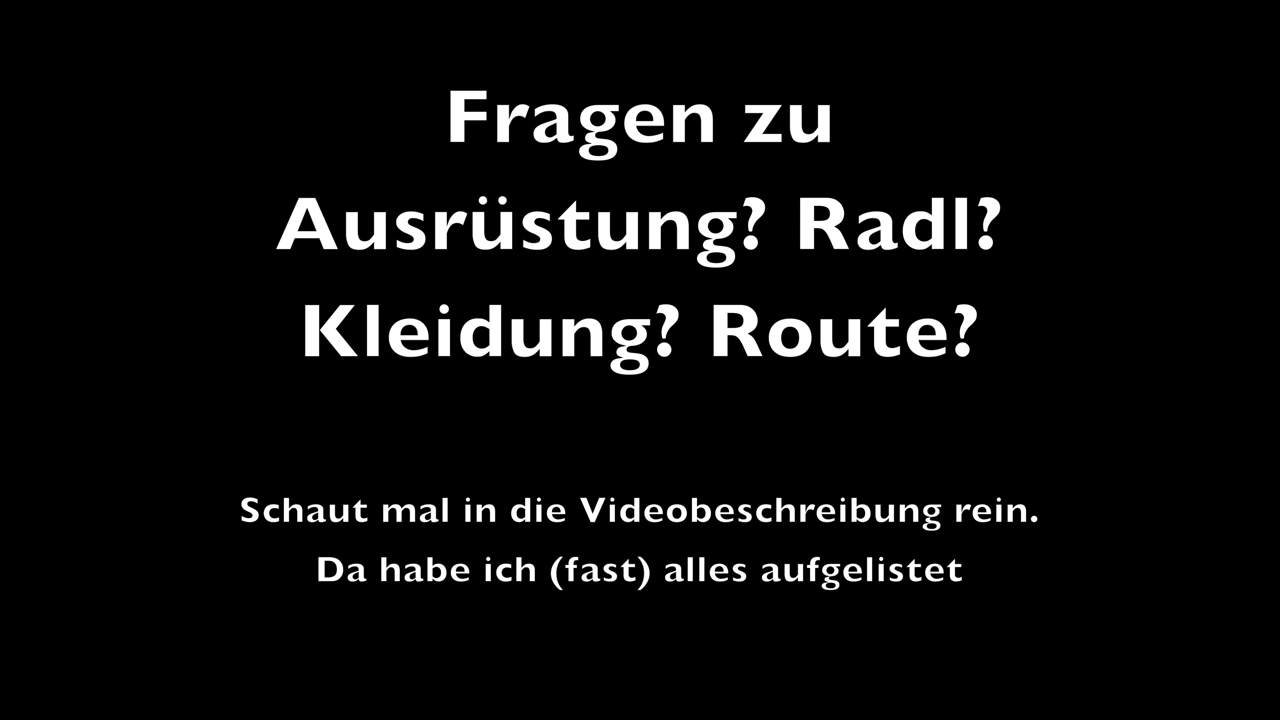 Fragen zu
Ausrüstung? Radl?
Kleidung? Route?
Schaut mal in die Videobeschreibung rein.
Da habe ich (fast) alles aufgelistet